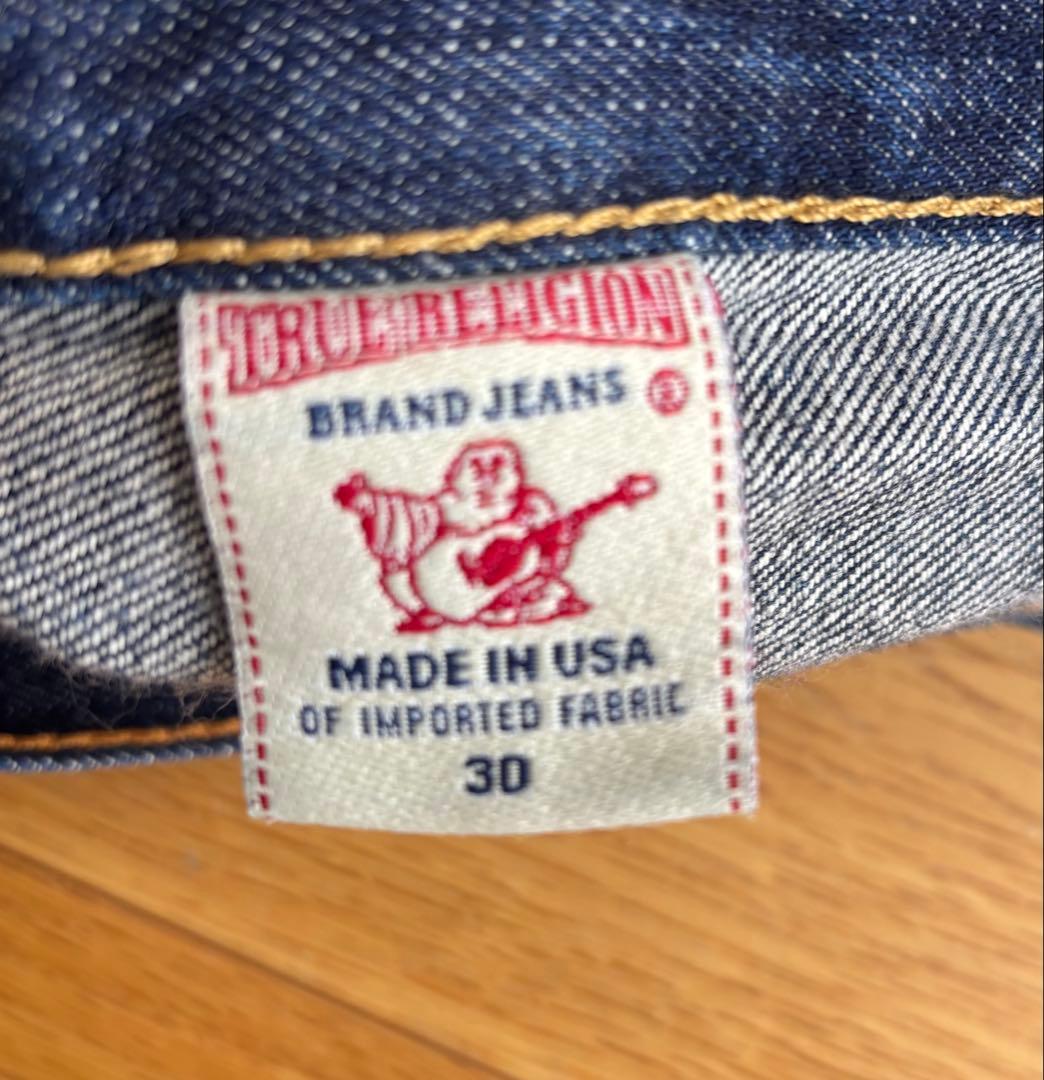 TRUE RELIGION
BRAND JEANS ®
MADE IN USA
OF IMPORTED FABRIC
30